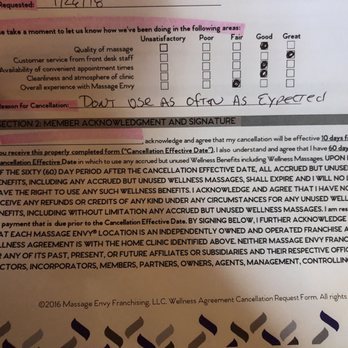 Requested:
se take a moment to let us know how we've been doing in the following areas:
Unsatisfactory Poor Fair Good Great
Quality of massage
Customer service from front desk staff
Availability of convenient appointment times
Cleanliness and atmosphere of clinic
Overall experience with Massage Envy
Reason for Cancellation: Don't use as often as expected
SECTION 2: MEMBER ACKNOWLEDGMENT AND SIGNATURE
, acknowledge and agree that my cancellation will be effective 10 days f
you receive this properly completed form ("Cancellation Effective Date"). I also understand and agree that I have 60 day
Cancellation Effective Date in which to use any accrued but unused Wellness Benefits including Wellness Massages. UPON
OF THE SIXTY (60) DAY PERIOD AFTER THE CANCELLATION EFFECTIVE DATE, ALL ACCRUED BUT UNUSE
BENEFITS, INCLUDING ANY ACCRUED BUT UNUSED WELLNESS MASSAGES, SHALL EXPIRE AND I WILL NO
HAVE THE RIGHT TO USE ANY SUCH WELLNESS BENEFITS. I ACKNOWLEDGE AND AGREE THAT I HAVE NO
RECEIVE ANY REFUNDS OR CREDITS OF ANY KIND UNDER ANY CIRCUMSTANCES FOR ANY UNUSED WELL
BENEFITS, INCLUDING WITHOUT LIMITATION ANY ACCRUED BUT UNUSED WELLNESS MASSAGES. I am res
payment that is due prior to the Cancellation Effective Date. BY SIGNING BELOW, I FURTHER ACKNOWLEDGE
THAT EACH MASSAGE ENVY® LOCATION IS AN INDEPENDENTLY OWNED AND OPERATED FRANCHISE A
WELLNESS AGREEMENT IS WITH THE HOME CLINIC IDENTIFIED ABOVE. NEITHER MASSAGE ENVY FRANC
OR ANY OF ITS PAST, PRESENT, OR FUTURE AFFILIATES OR SUBSIDIARIES AND THEIR RESPECTIVE OFFIC
CTORS, INCORPORATORS, MEMBERS, PARTNERS, OWNERS, AGENTS, MANAGEMENT, CONTROLLING
©2016 Massage Envy Franchising, LLC. Wellness Agreement Cancellation Request Form. All rights